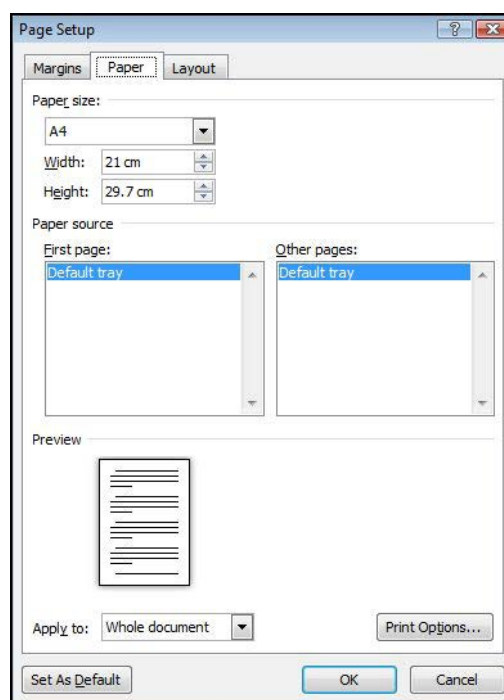 Page Setup
Margins Paper Layout
Paper size:
A4
Width: 21 cm
Height: 29.7 cm
Paper source
First page: Other pages:
Default tray Default tray
Preview
Apply to: Whole document Print Options...
Set As Default OK Cancel